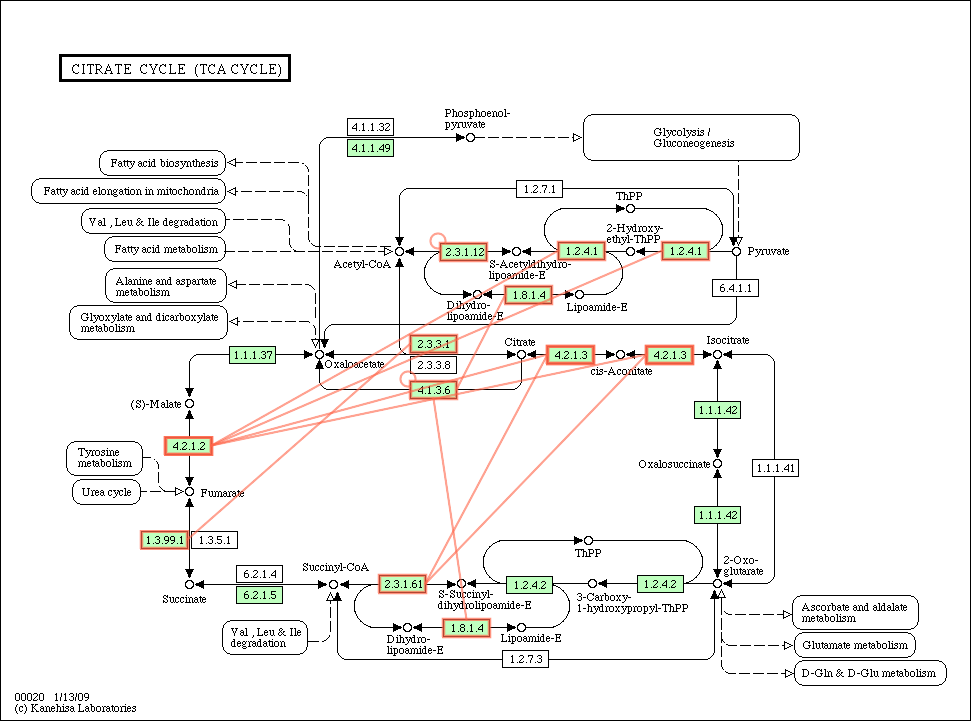 CITRATE CYCLE (TCA CYCLE)
Phosphoenol-
pyruvate
4.1.1.32
4.1.1.49
Glycolysis /
Gluconeogenesis
Fatty acid biosynthesis
Fatty acid elongation in mitochondria
Val , Leu & Ile degradation
Fatty acid metabolism
Alanine and aspartate
metabolism
Glyoxylate and dicarboxylate
metabolism
1.2.7.1
ThPP
2-Hydroxy-
ethyl-ThPP
Acetyl-CoA
2.3.1.12
S-Acetyldihydro-
lipoamide-E
1.2.4.1
1.2.4.1
Pyruvate
Dihydro-
lipoamide-E
1.8.1.4
Lipoamide-E
6.4.1.1
1.1.1.37
Oxaloacetate
2.3.3.1
2.3.3.8
4.1.3.6
Citrate
4.2.1.3
cis-Aconitate
4.2.1.3
Isocitrate
(S)-Malate
4.2.1.2
1.1.1.42
Tyrosine
metabolism
Urea cycle
Fumarate
Oxalosuccinate
1.1.1.41
1.1.1.42
1.3.99.1
1.3.5.1
ThPP
2-Oxo-
glutarate
Succinate
6.2.1.4
6.2.1.5
Succinyl-CoA
2.3.1.61
S-Succinyl-
dihydrolipoamide-E
1.2.4.2
3-Carboxy-
1-hydroxypropyl-ThPP
1.2.4.2
Val , Leu & Ile
degradation
Dihydro-
lipoamide-E
1.8.1.4
Lipoamide-E
1.2.7.3
Ascorbate and aldalate
metabolism
Glutamate metabolism
D-Gln & D-Glu metabolism
00020 1/13/09
(c) Kanehisa Laboratories